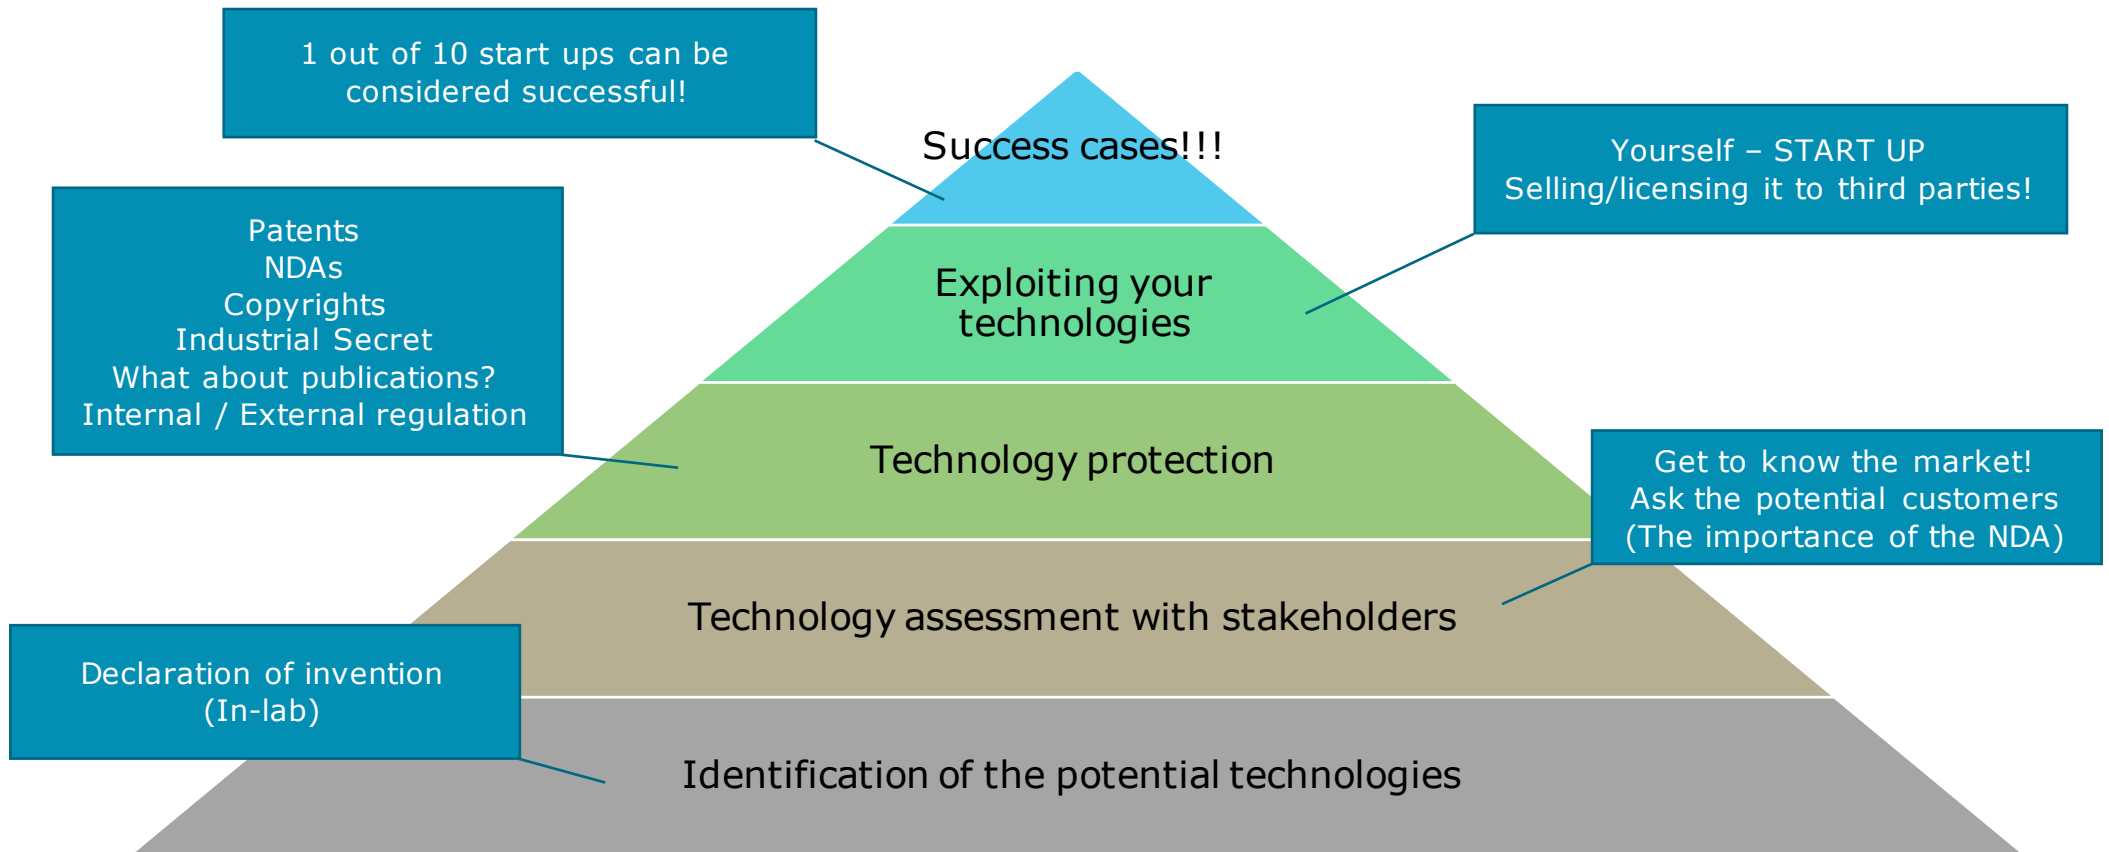 1 out of 10 start ups can be
considered successful!
Success cases!!!
Yourself – START UP
Selling/licensing it to third parties!
Patents
NDAs
Copyrights
Industrial Secret
What about publications?
Internal / External regulation
Exploiting your
technologies
Technology protection
Get to know the market!
Ask the potential customers
(The importance of the NDA)
Technology assessment with stakeholders
Declaration of invention
(In-lab)
Identification of the potential technologies